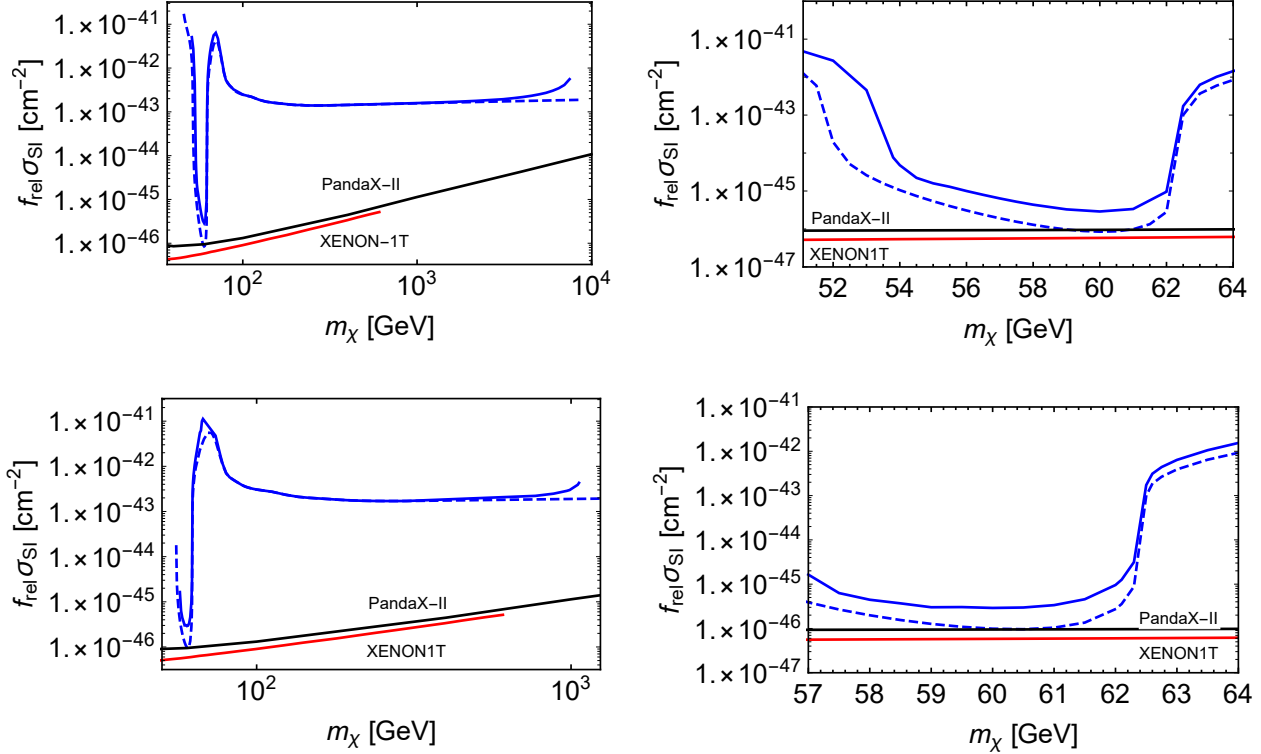 1.×10⁻⁴¹
1.×10⁻⁴²
1.×10⁻⁴³
1.×10⁻⁴⁴
1.×10⁻⁴⁵
1.×10⁻⁴⁶
f_rel σ_SI [cm⁻²]
PandaX-II
XENON-1T
10² 10³ 10⁴
m_χ [GeV]
1.×10⁻⁴¹
1.×10⁻⁴³
1.×10⁻⁴⁵
1.×10⁻⁴⁷
f_rel σ_SI [cm⁻²]
PandaX-II
XENON1T
52 54 56 58 60 62 64
m_χ [GeV]
1.×10⁻⁴¹
1.×10⁻⁴²
1.×10⁻⁴³
1.×10⁻⁴⁴
1.×10⁻⁴⁵
1.×10⁻⁴⁶
f_rel σ_SI [cm⁻²]
PandaX-II
XENON1T
10² 10³
m_χ [GeV]
1.×10⁻⁴¹
1.×10⁻⁴²
1.×10⁻⁴³
1.×10⁻⁴⁴
1.×10⁻⁴⁵
1.×10⁻⁴⁶
1.×10⁻⁴⁷
f_rel σ_SI [cm⁻²]
PandaX-II
XENON1T
57 58 59 60 61 62 63 64
m_χ [GeV]